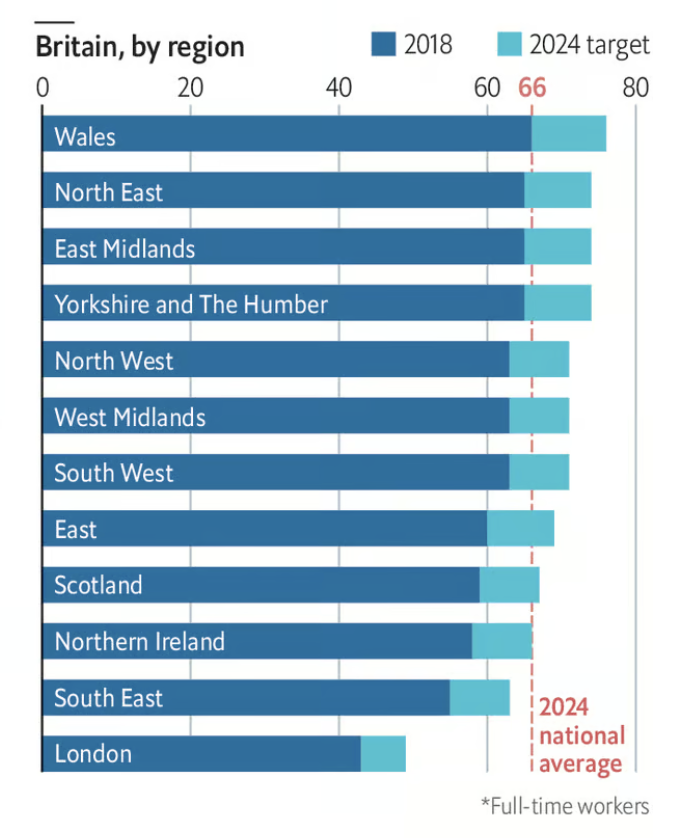 Britain, by region
2018
2024 target
0 20 40 60 66 80
Wales
North East
East Midlands
Yorkshire and The Humber
North West
West Midlands
South West
East
Scotland
Northern Ireland
South East
London
2024
national
average
*Full-time workers